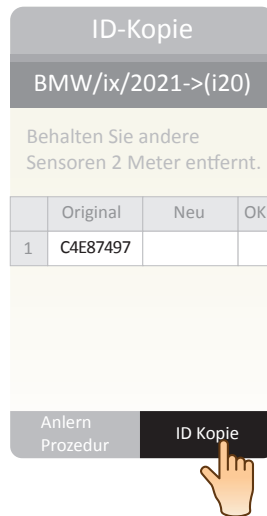 ID-Kopie
BMW/ix/2021->(i20)
Behalten Sie andere
Sensoren 2 Meter entfernt.
Original Neu OK
1 C4E87497
Anlern
Prozedur
ID Kopie